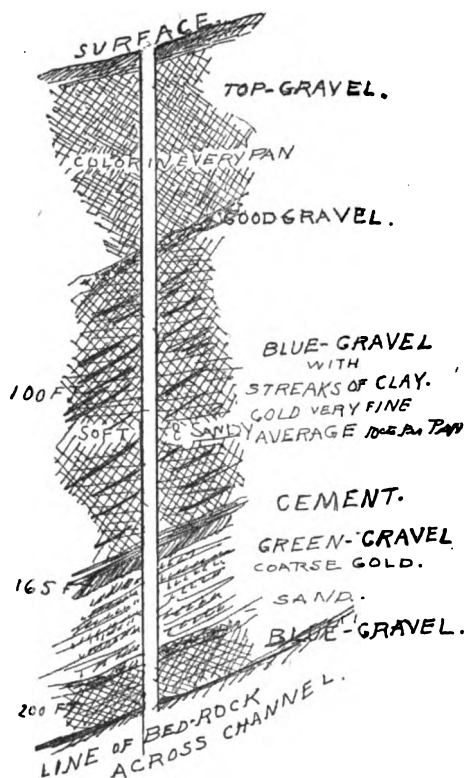 SURFACE.
TOP-GRAVEL.
COLOR IN EVERY PAN
GOOD GRAVEL.
BLUE-GRAVEL
WITH
100 F
STREAKS OF CLAY.
GOLD VERY FINE
SOFT & SANDY
AVERAGE PAN
CEMENT.
GREEN-GRAVEL
COARSE GOLD.
165 F
SAND.
BLUE-GRAVEL.
200 FT
LINE OF BED-ROCK
ACROSS CHANNEL.